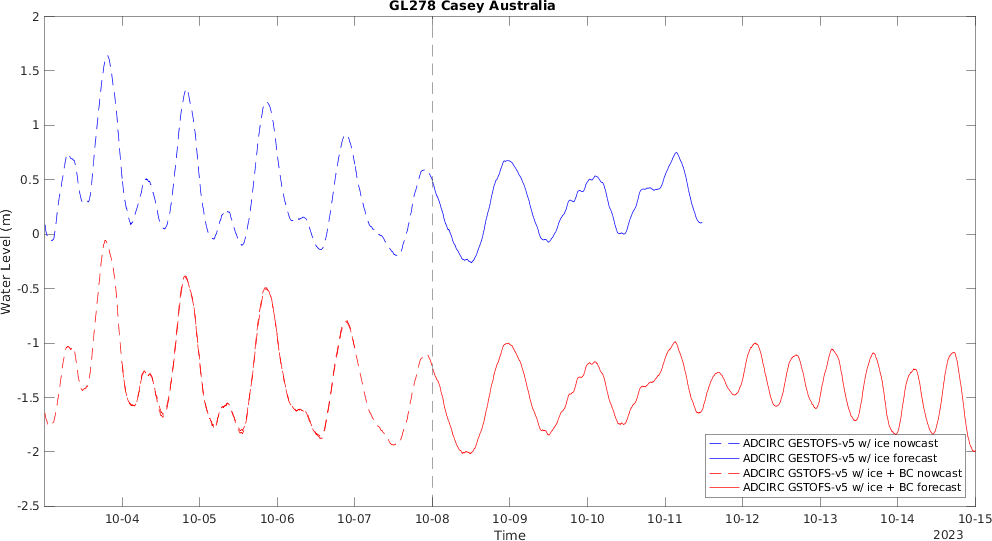 GL278 Casey Australia
2
1.5
1
0.5
0
-0.5
-1
-1.5
-2
-2.5
Water Level (m)
10-04 10-05 10-06 10-07 10-08 10-09 10-10 10-11 10-12 10-13 10-14 10-15
Time
2023
ADCIRC GESTOFS-v5 w/ ice nowcast
ADCIRC GESTOFS-v5 w/ ice forecast
ADCIRC GSTOFS-v5 w/ ice + BC nowcast
ADCIRC GSTOFS-v5 w/ ice + BC forecast